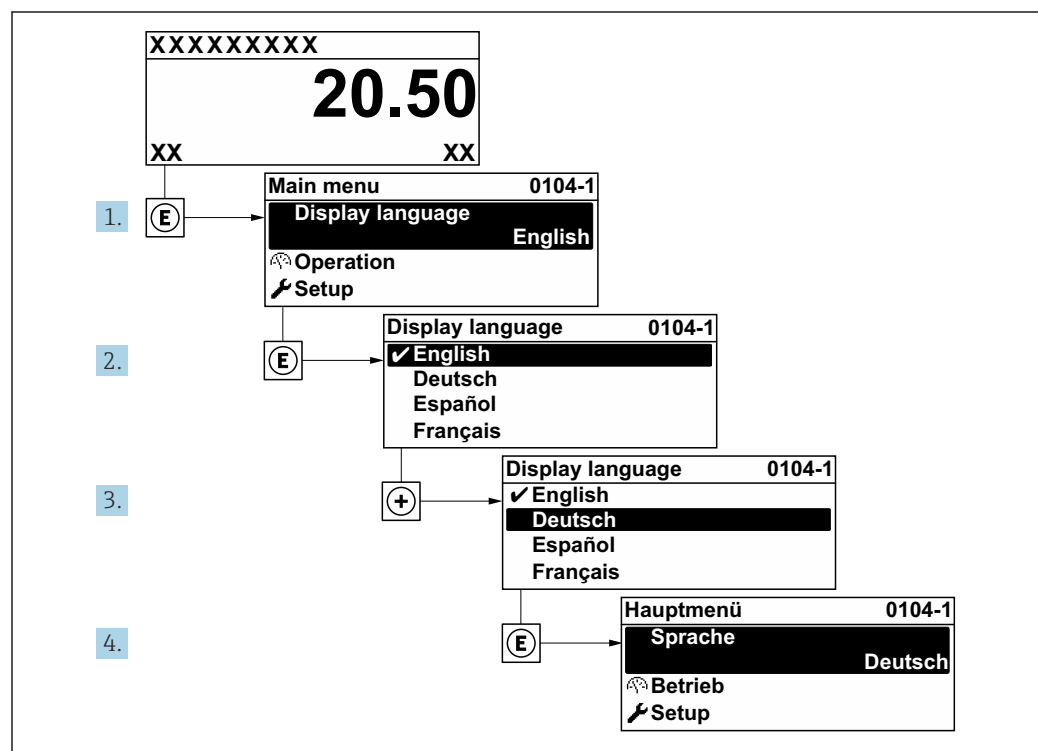 XXXXXXXXX
20.50
XX XX
1. E
Main menu 0104-1
Display language
English
Operation
Setup
2. E
Display language 0104-1
✔English
Deutsch
Español
Français
3. +
Display language 0104-1
✔English
Deutsch
Español
Français
4. E
Hauptmenü 0104-1
Sprache
Deutsch
Betrieb
Setup